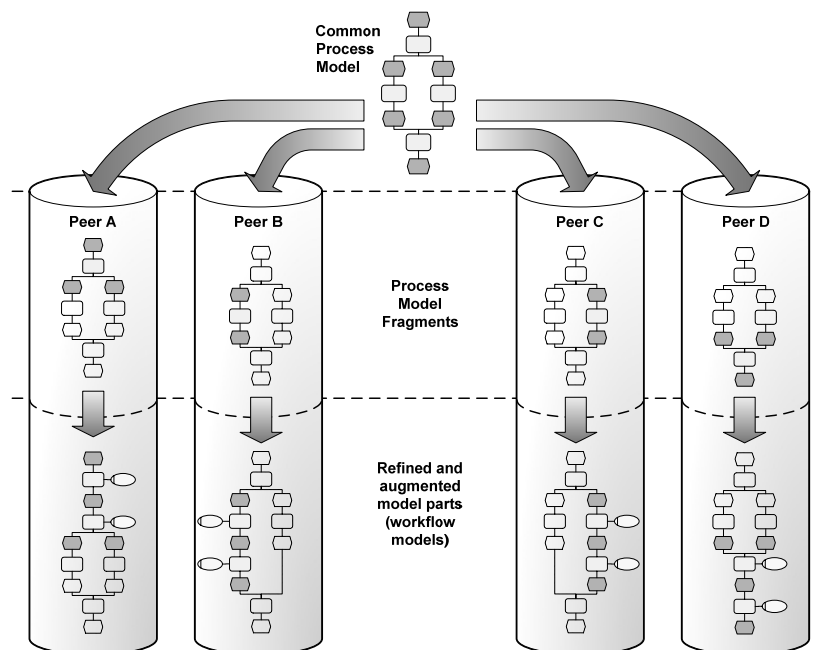 Common
Process
Model
Peer A
Peer B
Peer C
Peer D
Process
Model
Fragments
Refined and
augmented
model parts
(workflow
models)